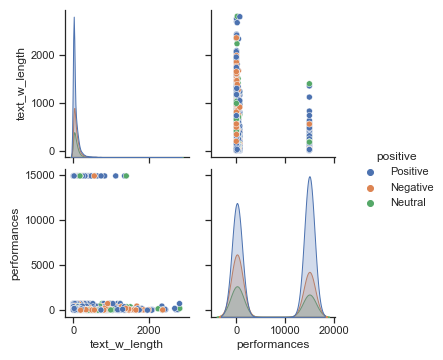 2000
1000
0
text_w_length
15000
10000
5000
0
performances
0
2000
text_w_length
0
10000
20000
performances
positive
Positive
Negative
Neutral